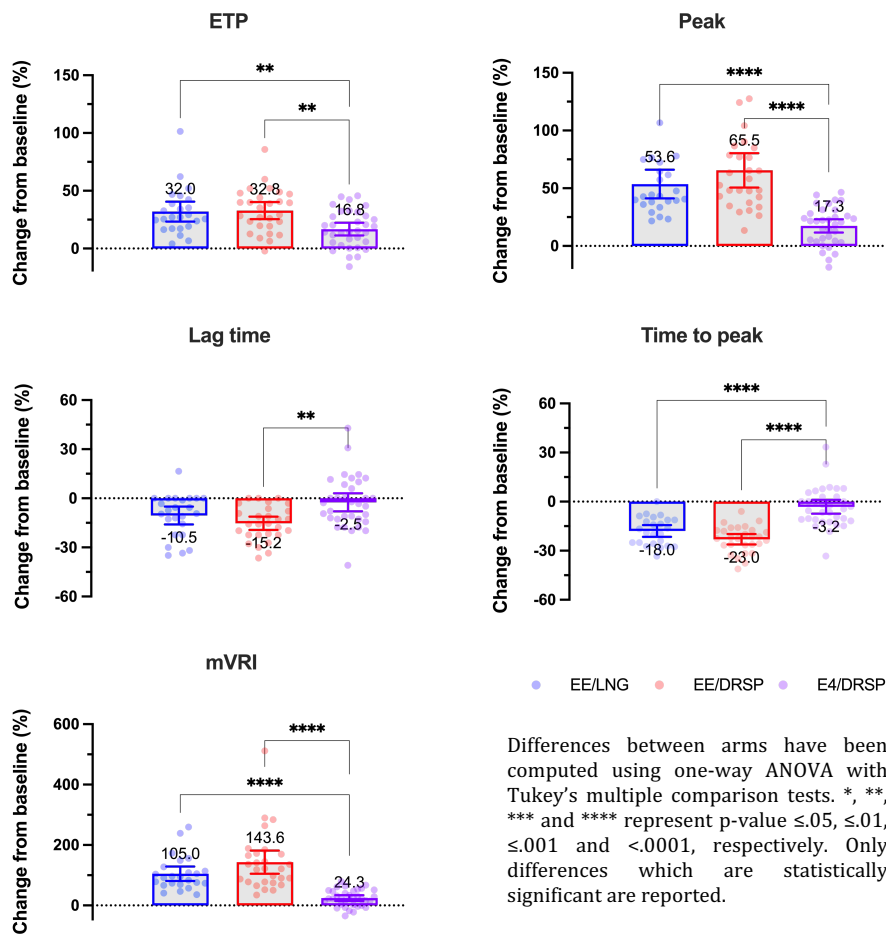 ETP
Change from baseline (%)
150
100
50
0
**
**
32.0
32.8
16.8
Peak
Change from baseline (%)
150
100
50
0
****
****
53.6
65.5
17.3
Lag time
Change from baseline (%)
60
30
0
-30
-60
**
-10.5
-15.2
-2.5
Time to peak
Change from baseline (%)
60
30
0
-30
-60
****
****
-18.0
-23.0
-3.2
mVRI
Change from baseline (%)
600
400
200
0
****
****
105.0
143.6
24.3
EE/LNG EE/DRSP E4/DRSP
Differences between arms have been
computed using one-way ANOVA with
Tukey's multiple comparison tests. *, **,
*** and **** represent p-value ≤.05, ≤.01,
≤.001 and <.0001, respectively. Only
differences which are statistically
significant are reported.